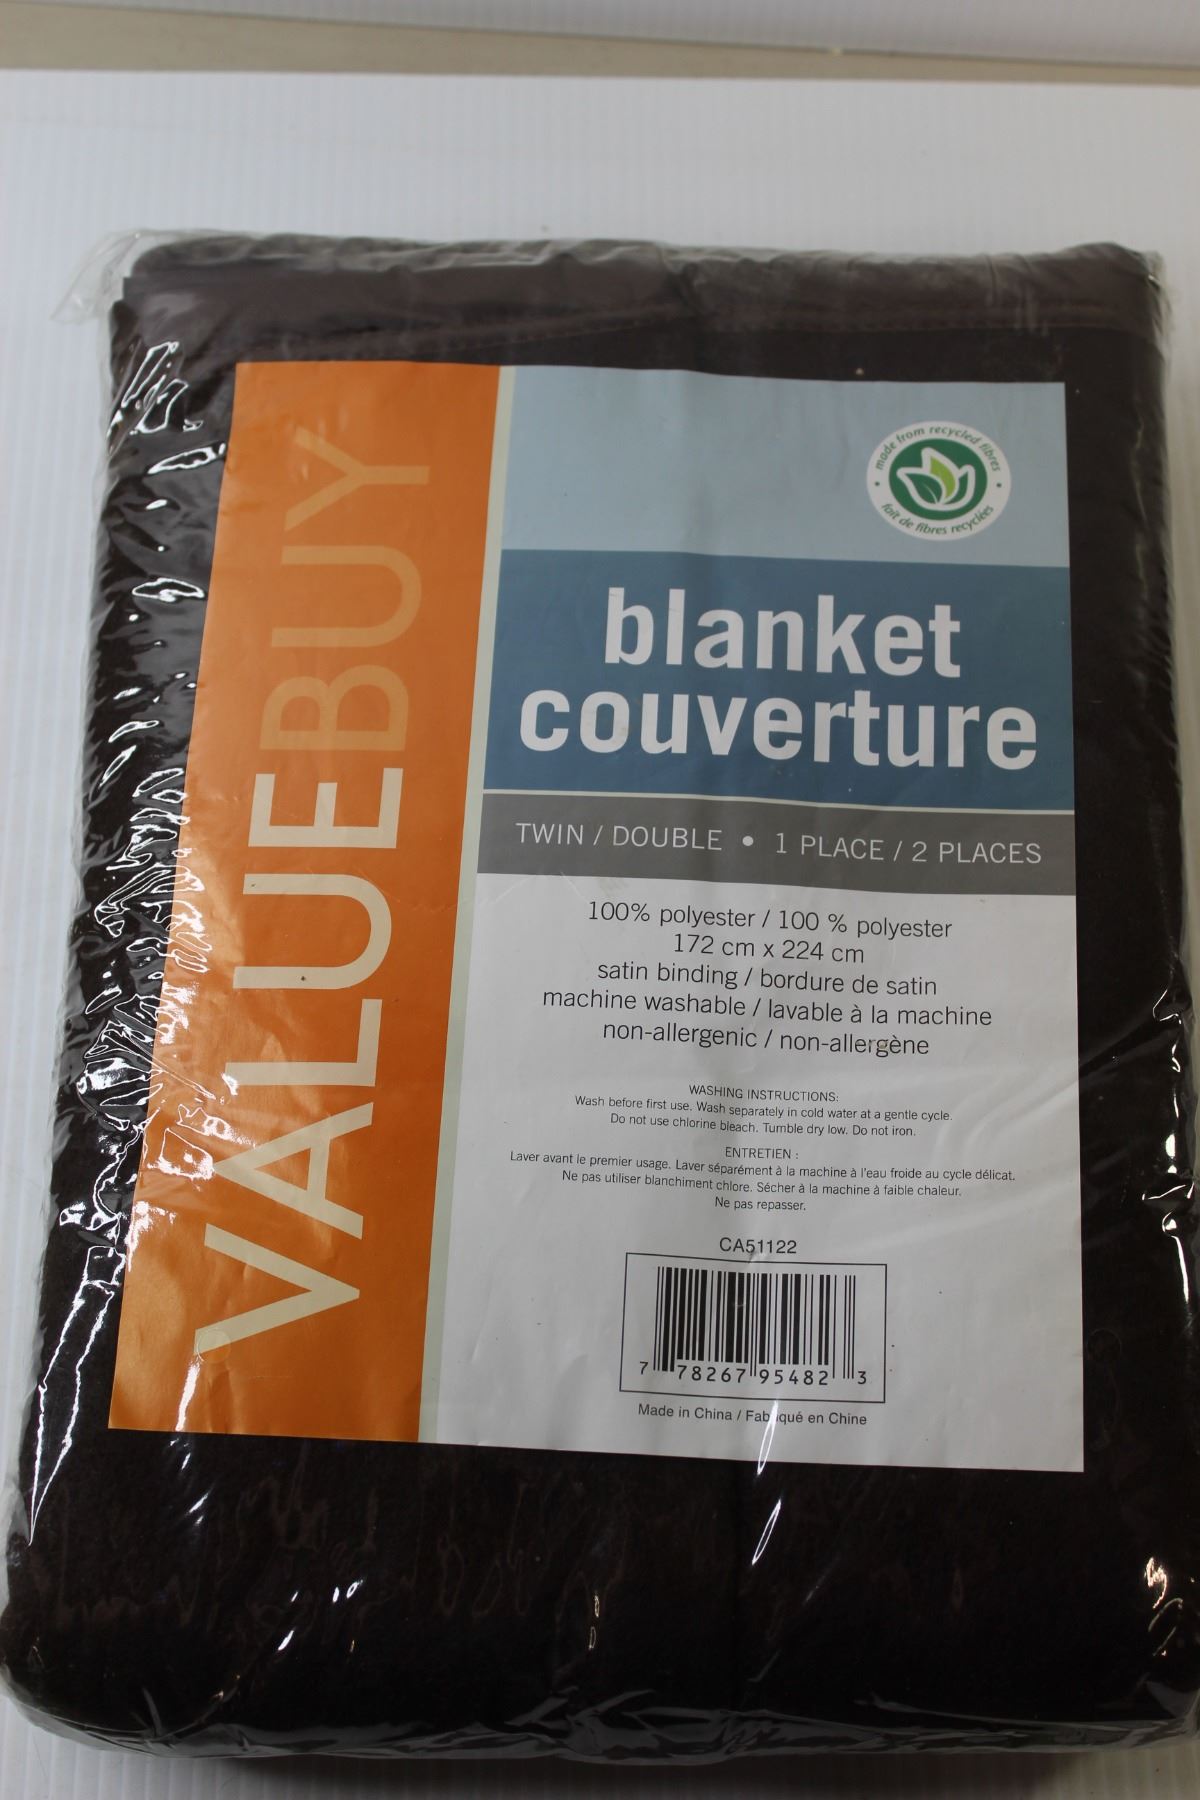 VALUEBUY
made from recycled fibres
fait de fibres recyclées
blanket
couverture
TWIN / DOUBLE • 1 PLACE / 2 PLACES
100% polyester / 100 % polyester
172 cm x 224 cm
satin binding / bordure de satin
machine washable / lavable à la machine
non-allergenic / non-allergène
WASHING INSTRUCTIONS:
Wash before first use. Wash separately in cold water at a gentle cycle.
Do not use chlorine bleach. Tumble dry low. Do not iron.
ENTRETIEN :
Laver avant le premier usage. Laver séparément à la machine à l'eau froide au cycle délicat.
Ne pas utiliser blanchiment chlore. Sécher à la machine à faible chaleur.
Ne pas repasser.
CA51122
7 78267 95482 3
Made in China / Fabriqué en Chine